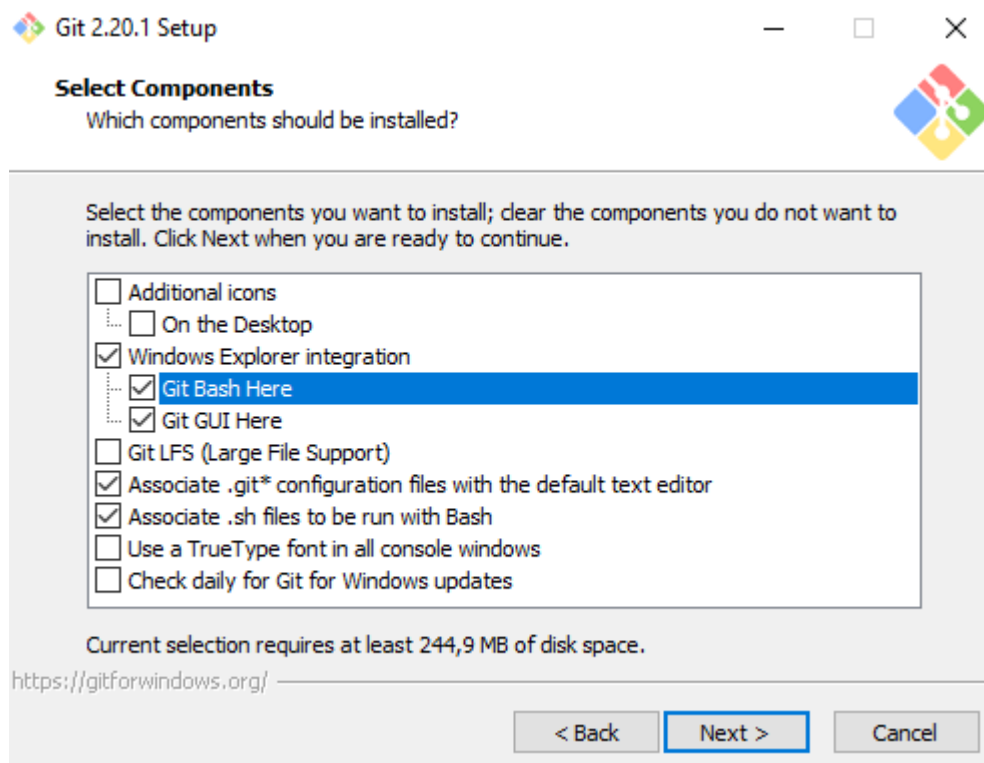 Git 2.20.1 Setup
Select Components
Which components should be installed?
Select the components you want to install; clear the components you do not want to
install. Click Next when you are ready to continue.
Additional icons
On the Desktop
Windows Explorer integration
Git Bash Here
Git GUI Here
Git LFS (Large File Support)
Associate .git* configuration files with the default text editor
Associate .sh files to be run with Bash
Use a TrueType font in all console windows
Check daily for Git for Windows updates
Current selection requires at least 244,9 MB of disk space.
https://gitforwindows.org/
< Back
Next >
Cancel